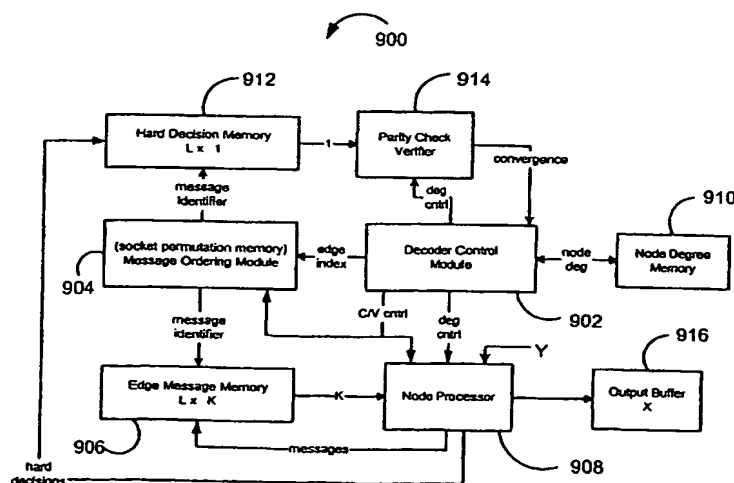 900
912
914
Hard Decision Memory
L x 1
1
Parity Check
Verifier
convergence
message
identifier
deg
cntrl
910
(socket permutation memory)
Message Ordering Module
edge
index
Decoder Control
Module
node
deg
Node Degree
Memory
904
C/V cntrl
902
message
identifier
deg
cntrl
916
Y
Edge Message Memory
L x K
K
Node Processor
Output Buffer
X
906
messages
908
hard
decisions